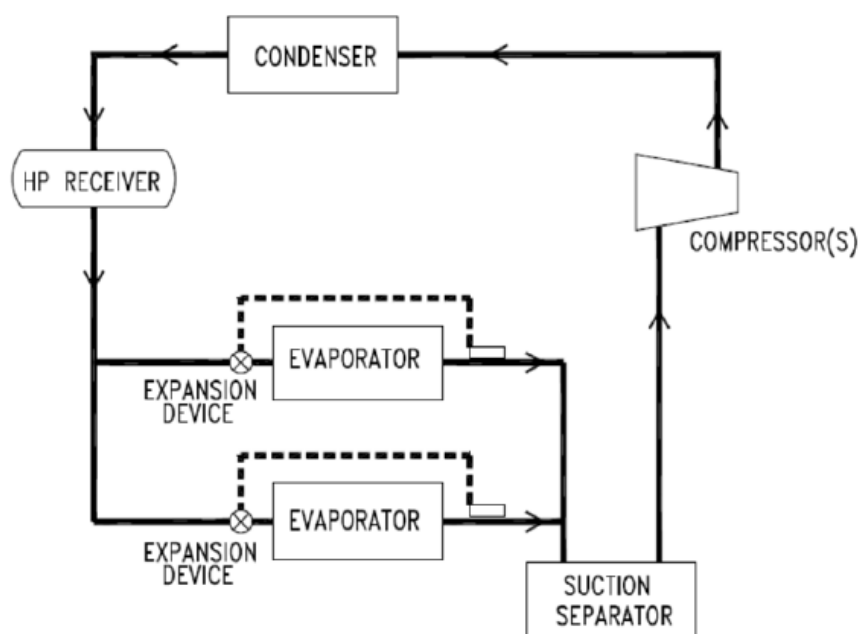 CONDENSER
HP RECEIVER
COMPRESSOR(S)
EVAPORATOR
EXPANSION
DEVICE
EVAPORATOR
EXPANSION
DEVICE
SUCTION
SEPARATOR